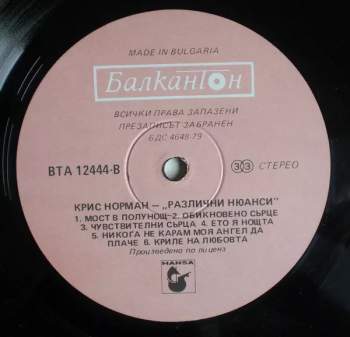 MADE IN BULGARIA
Балкантон
ВСИЧКИ ПРАВА ЗАПАЗЕНИ
ПРЕЗАПИСЪТ ЗАБРАНЕН
БДС 4648-79
ВТА 12444-В
33 СТЕРЕО
КРИС НОРМАН – „РАЗЛИЧНИ НЮАНСИ"
1. МОСТ В ПОЛУНОЩ-2. ОБИКНОВЕНО СЪРЦЕ
3. ЧУВСТВИТЕЛНИ СЪРЦА 4. ЕТО Я НОЩТА
5. НИКОГА НЕ КАРАМ МОЯ АНГЕЛ ДА
ПЛАЧЕ 6. КРИЛЕ НА ЛЮБОВТА
Произведено по лиценз
HANSA